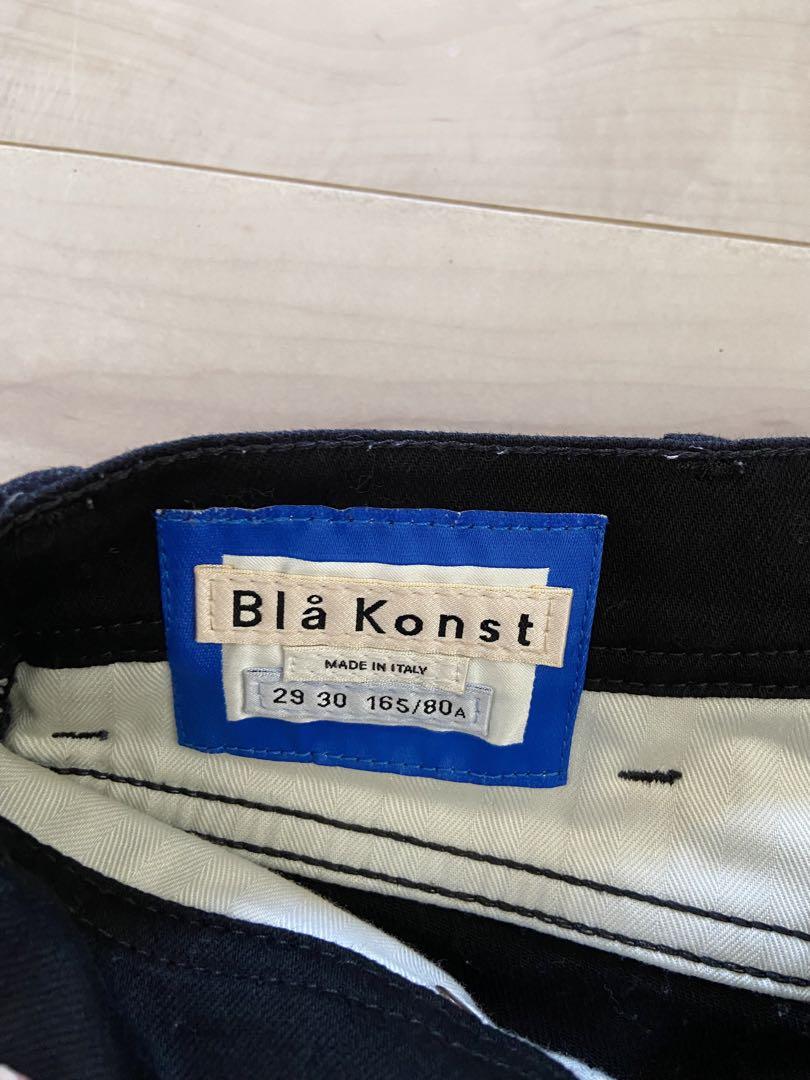 Blå Konst
MADE IN ITALY
29 30 165/80A